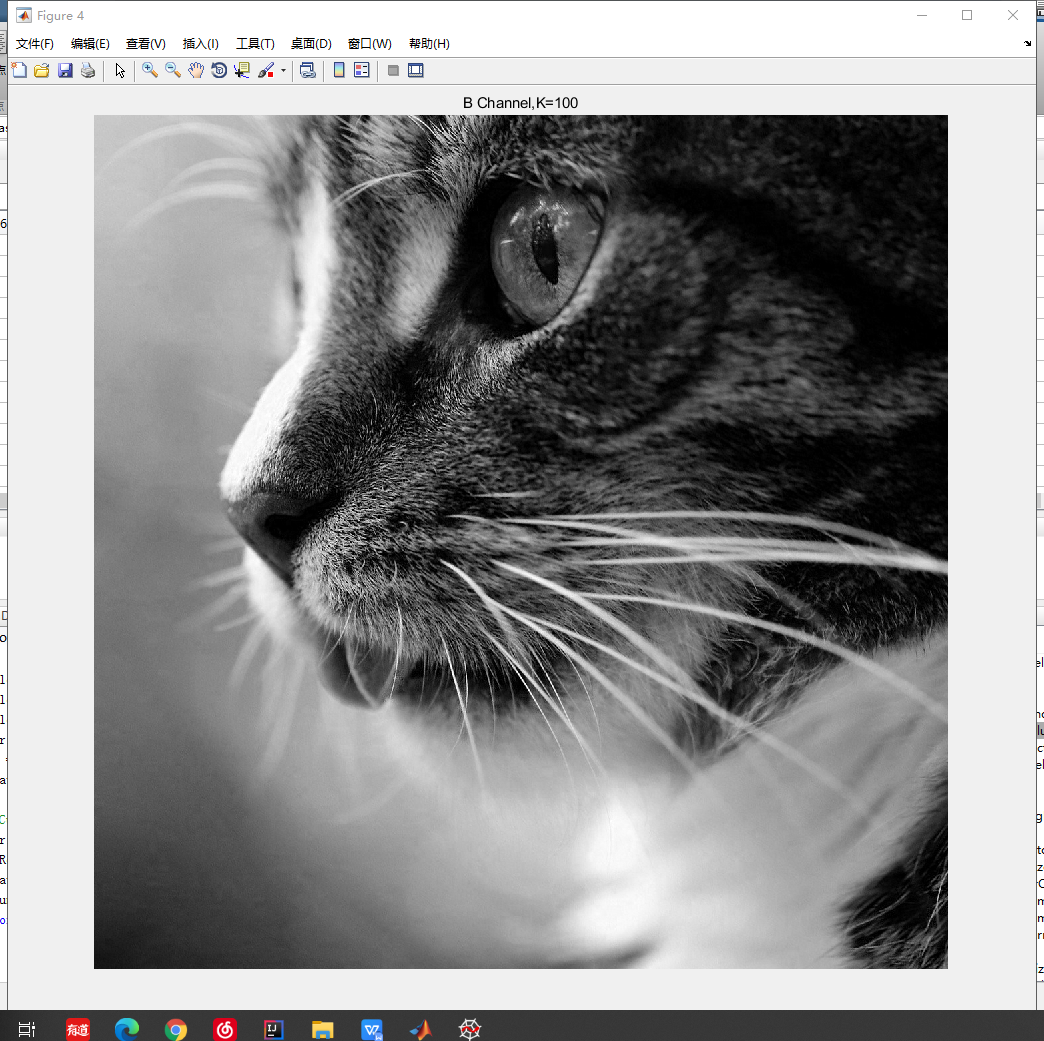 Figure 4
文件(F) 编辑(E) 查看(V) 插入(I) 工具(T) 桌面(D) 窗口(W) 帮助(H)
B Channel,K=100
有道